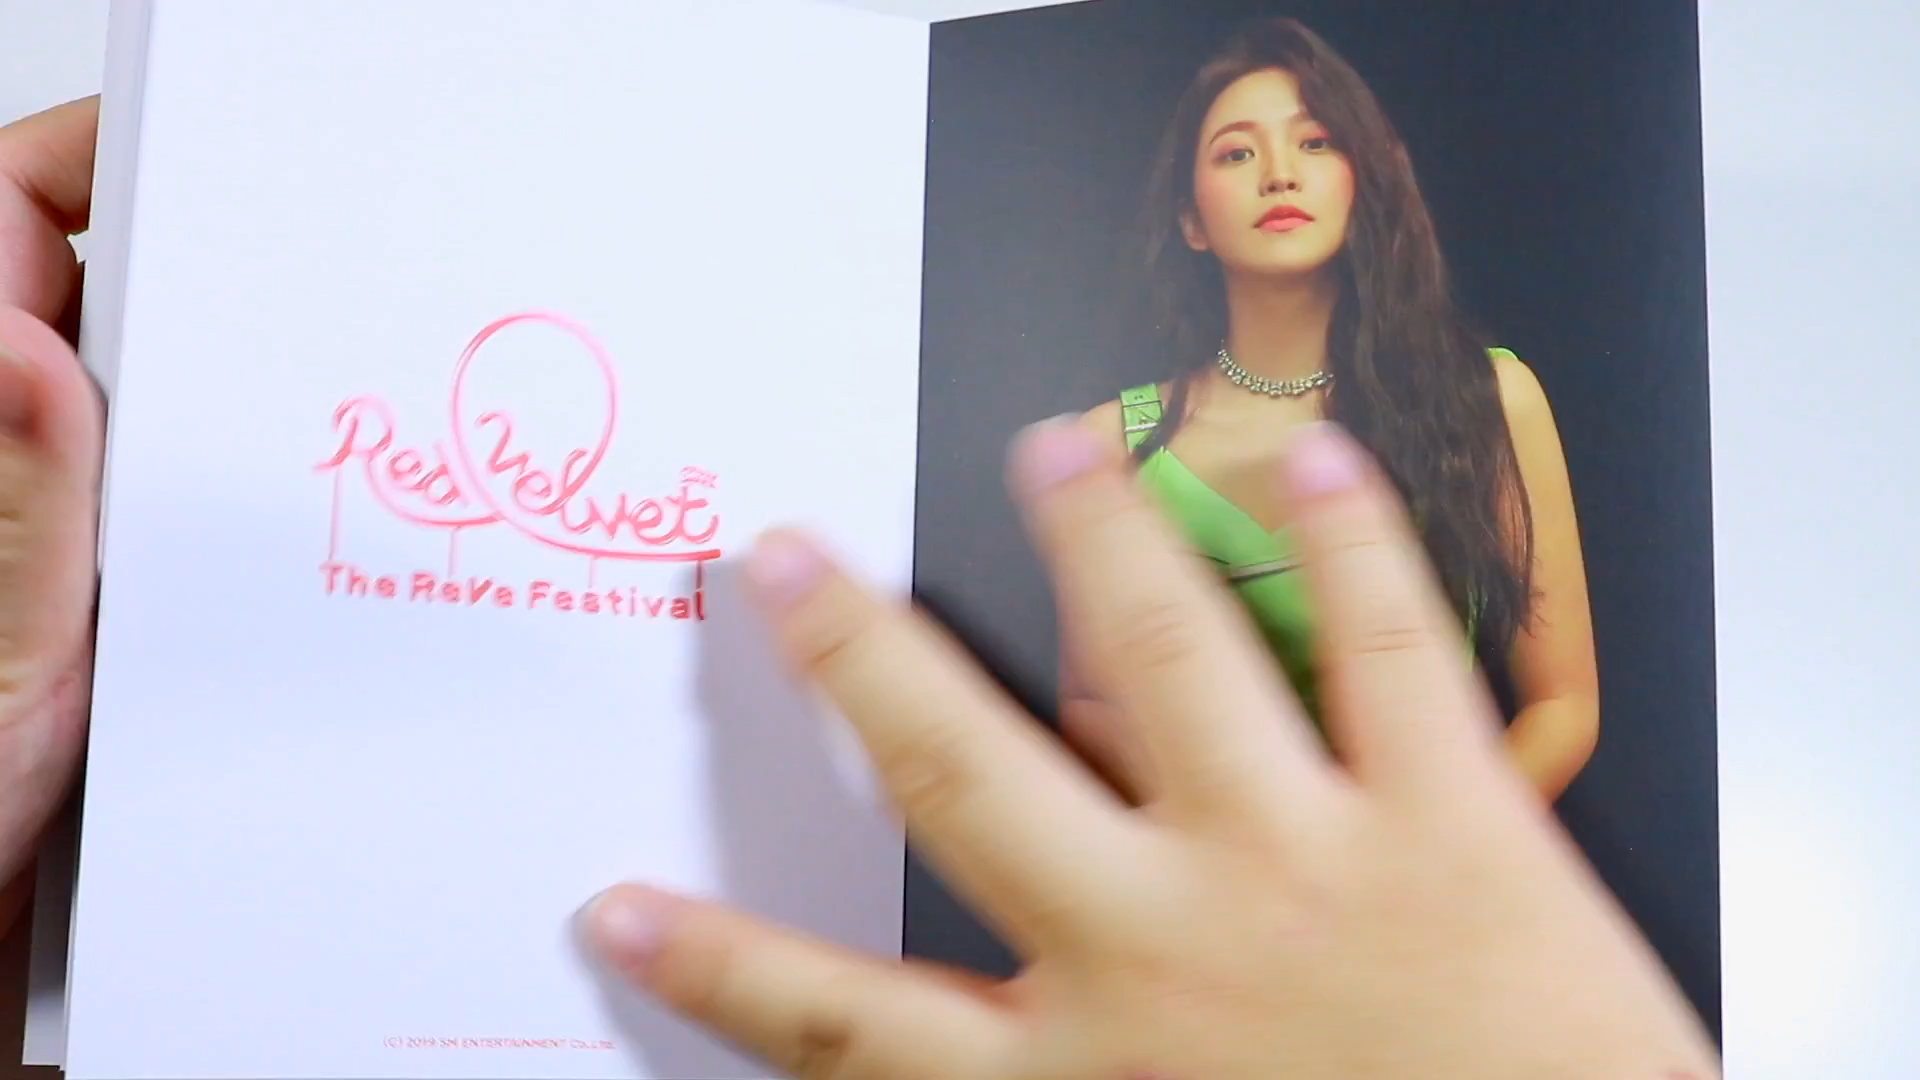 Red Velvet
The ReVe Festival
(C) 2019 SM ENTERTAINMENT Co., Ltd.